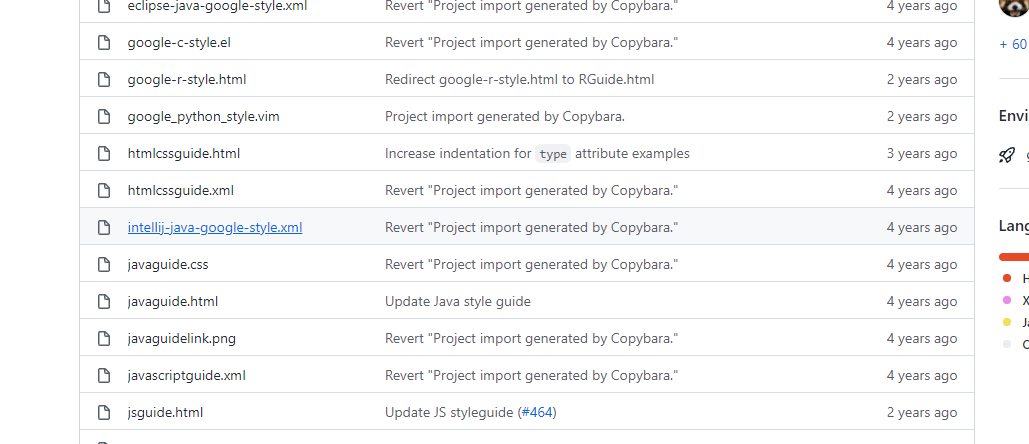 eclipse-java-google-style.xml Revert "Project import generated by Copybara." 4 years ago
google-c-style.el Revert "Project import generated by Copybara." 4 years ago
google-r-style.html Redirect google-r-style.html to RGuide.html 2 years ago
google_python_style.vim Project import generated by Copybara. 2 years ago
htmlcssguide.html Increase indentation for type attribute examples 3 years ago
htmlcssguide.xml Revert "Project import generated by Copybara." 4 years ago
intellij-java-google-style.xml Revert "Project import generated by Copybara." 4 years ago
javaguide.css Revert "Project import generated by Copybara." 4 years ago
javaguide.html Update Java style guide 4 years ago
javaguidelink.png Revert "Project import generated by Copybara." 4 years ago
javascriptguide.xml Revert "Project import generated by Copybara." 4 years ago
jsguide.html Update JS styleguide (#464) 2 years ago
+ 60
Envi
Lang
H
X
Ja